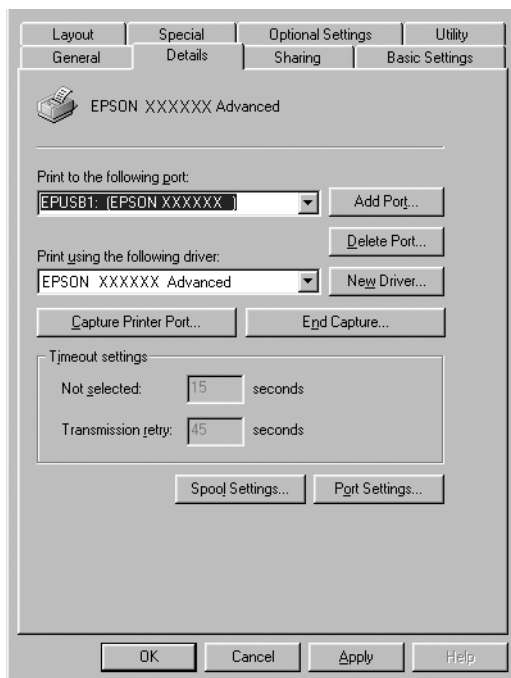 Layout Special Optional Settings Utility
General Details Sharing Basic Settings
EPSON XXXXXX Advanced
Print to the following port:
EPUSB1: (EPSON XXXXXX ) Add Port...
Delete Port...
Print using the following driver:
EPSON XXXXXX Advanced New Driver...
Capture Printer Port... End Capture...
Timeout settings
Not selected: 15 seconds
Transmission retry: 45 seconds
Spool Settings... Port Settings...
OK Cancel Apply Help